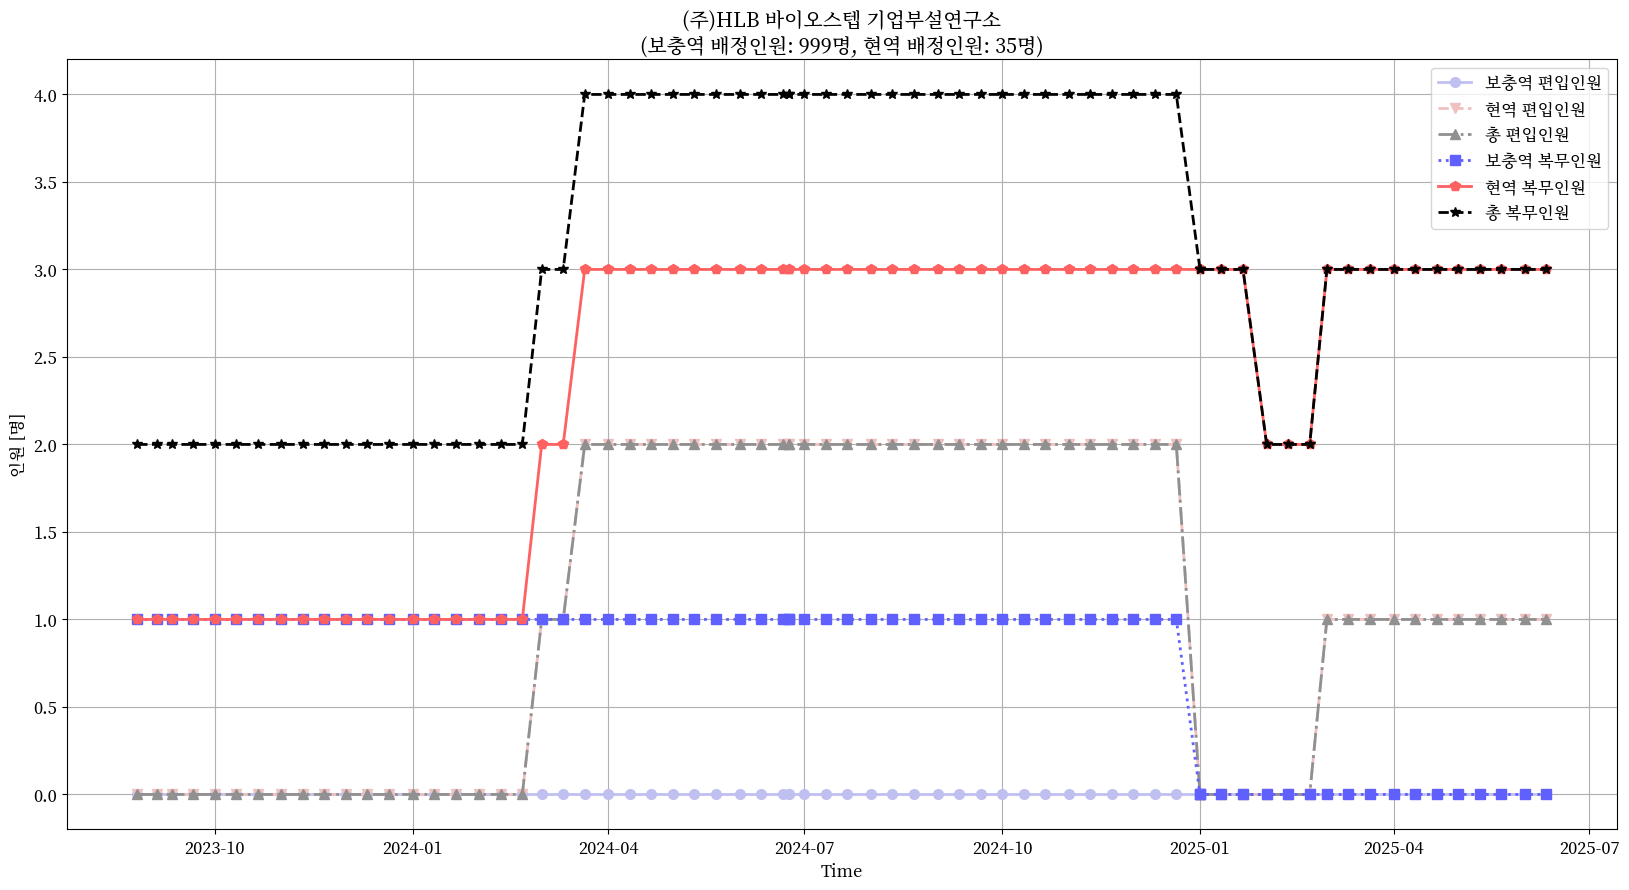 (주)HLB 바이오스텝 기업부설연구소
(보충역 배정인원: 999명, 현역 배정인원: 35명)
보충역 편입인원
현역 편입인원
총 편입인원
보충역 복무인원
현역 복무인원
총 복무인원
인원 [명]
4.0
3.5
3.0
2.5
2.0
1.5
1.0
0.5
0.0
2023-10
2024-01
2024-04
2024-07
2024-10
2025-01
2025-04
2025-07
Time